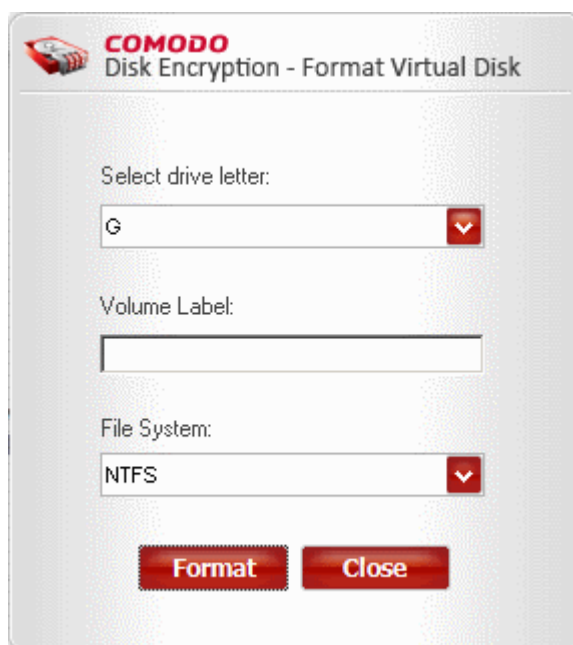 COMODO
Disk Encryption - Format Virtual Disk
Select drive letter:
G
Volume Label:
File System:
NTFS
Format Close